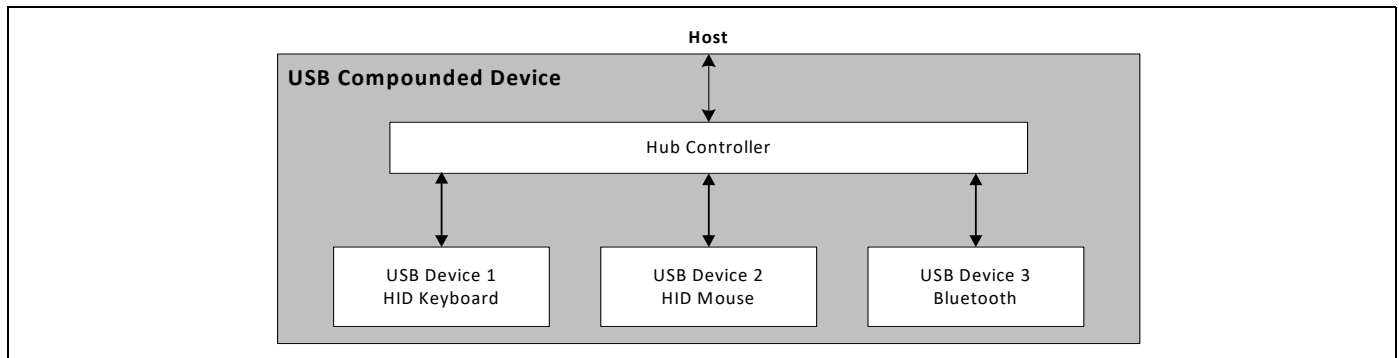 Host
USB Compounded Device
Hub Controller
USB Device 1
HID Keyboard
USB Device 2
HID Mouse
USB Device 3
Bluetooth